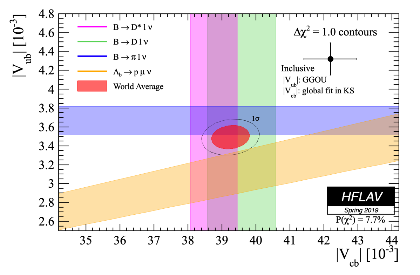 |V_ub| [10^-3]
4.8
4.6
4.4
4.2
4
3.8
3.6
3.4
3.2
3
2.8
2.6
B → D* l ν
B → D l ν
B → π l ν
Λ_b → p μ ν
World Average
Δχ² = 1.0 contours
Inclusive
|V_ub|: GGOU
|V_cb|: global fit in KS
1σ
HFLAV
Spring 2019
P(χ²) = 7.7%
35 36 37 38 39 40 41 42 43 44
|V_cb| [10^-3]